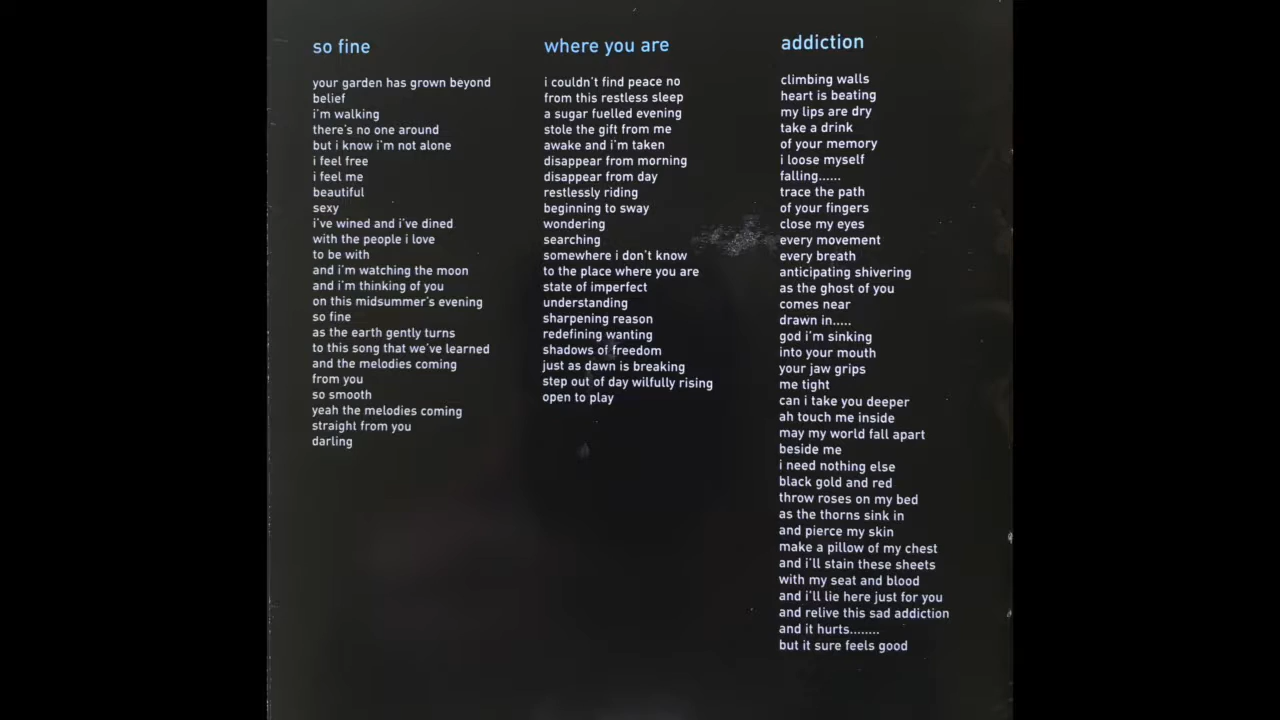 so fine
your garden has grown beyond
belief
i'm walking
there's no one around
but i know i'm not alone
i feel free
i feel me
beautiful
sexy
i've wined and i've dined
with the people i love
to be with
and i'm watching the moon
and i'm thinking of you
on this midsummer's evening
so fine
as the earth gently turns
to this song that we've learned
and the melodies coming
from you
so smooth
yeah the melodies coming
straight from you
darling
where you are
i couldn't find peace no
from this restless sleep
a sugar fuelled evening
stole the gift from me
awake and i'm taken
disappear from morning
disappear from day
restlessly riding
beginning to sway
wondering
searching
somewhere i don't know
to the place where you are
state of imperfect
understanding
sharpening reason
redefining wanting
shadows of freedom
just as dawn is breaking
step out of day wilfully rising
open to play
addiction
climbing walls
heart is beating
my lips are dry
take a drink
of your memory
i loose myself
falling......
trace the path
of your fingers
close my eyes
every movement
every breath
anticipating shivering
as the ghost of you
comes near
drawn in.....
god i'm sinking
into your mouth
your jaw grips
me tight
can i take you deeper
ah touch me inside
may my world fall apart
beside me
i need nothing else
black gold and red
throw roses on my bed
as the thorns sink in
and pierce my skin
make a pillow of my chest
and i'll stain these sheets
with my seat and blood
and i'll lie here just for you
and relive this sad addiction
and it hurts........
but it sure feels good